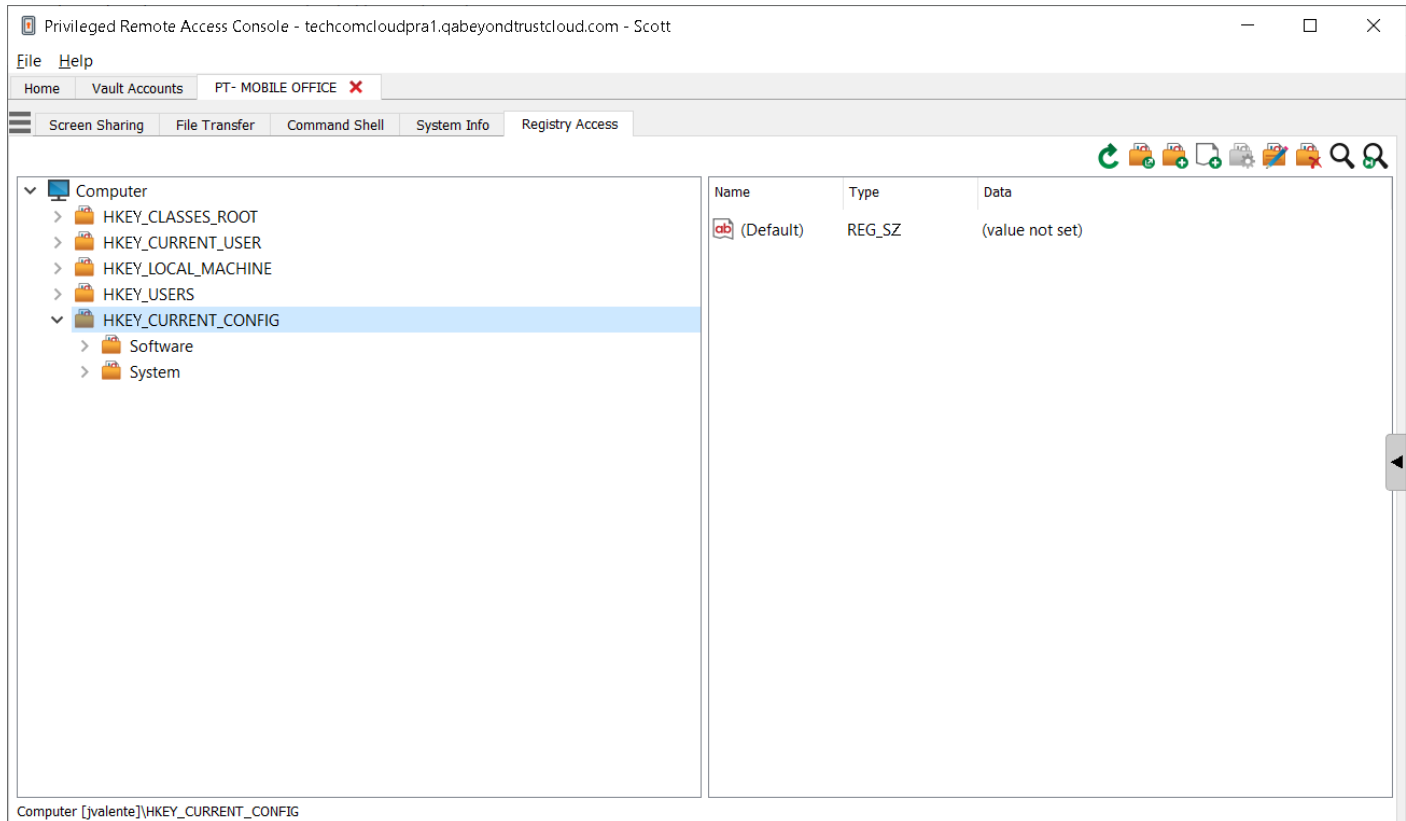 Privileged Remote Access Console - techcomcloudpra1.qabeyondtrustcloud.com - Scott
File Help
Home Vault Accounts PT- MOBILE OFFICE
Screen Sharing File Transfer Command Shell System Info Registry Access
Computer
HKEY_CLASSES_ROOT
HKEY_CURRENT_USER
HKEY_LOCAL_MACHINE
HKEY_USERS
HKEY_CURRENT_CONFIG
Software
System
Name Type Data
ab (Default) REG_SZ (value not set)
Computer [jvalente]\HKEY_CURRENT_CONFIG